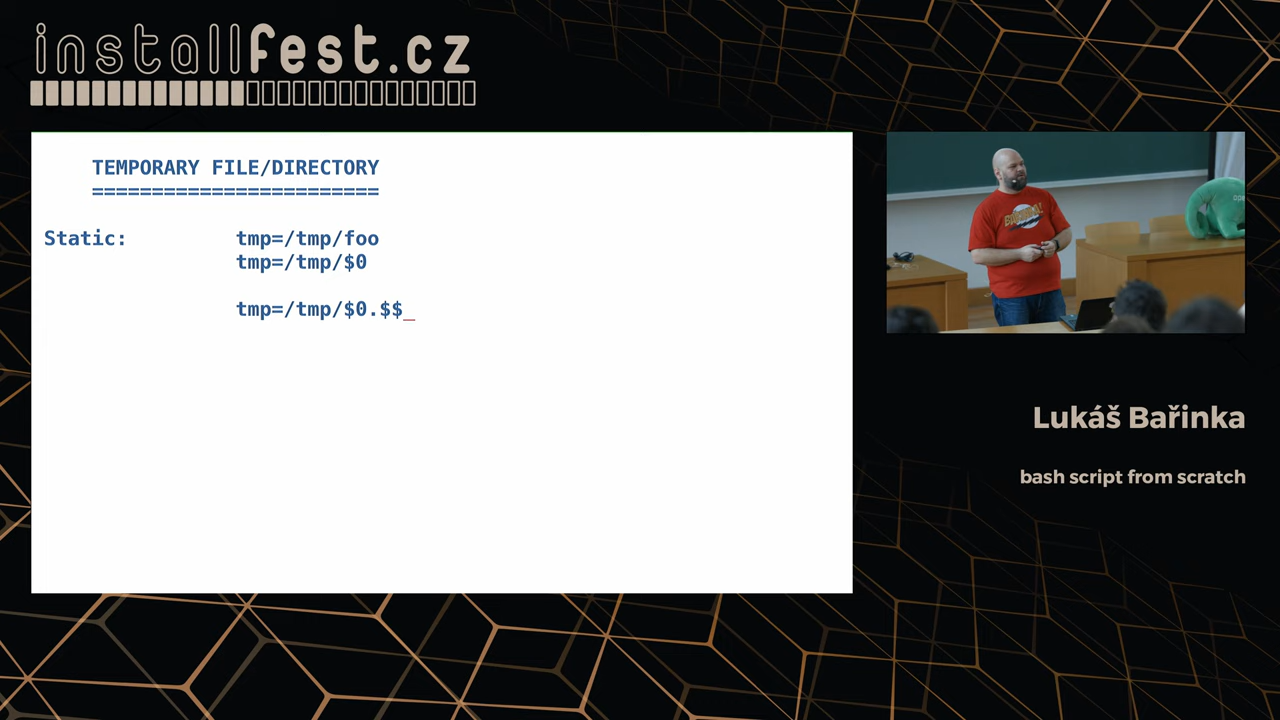 installfest.cz
TEMPORARY FILE/DIRECTORY
========================
Static: tmp=/tmp/foo
tmp=/tmp/$0
tmp=/tmp/$0.$$_
Lukáš Bařinka
bash script from scratch